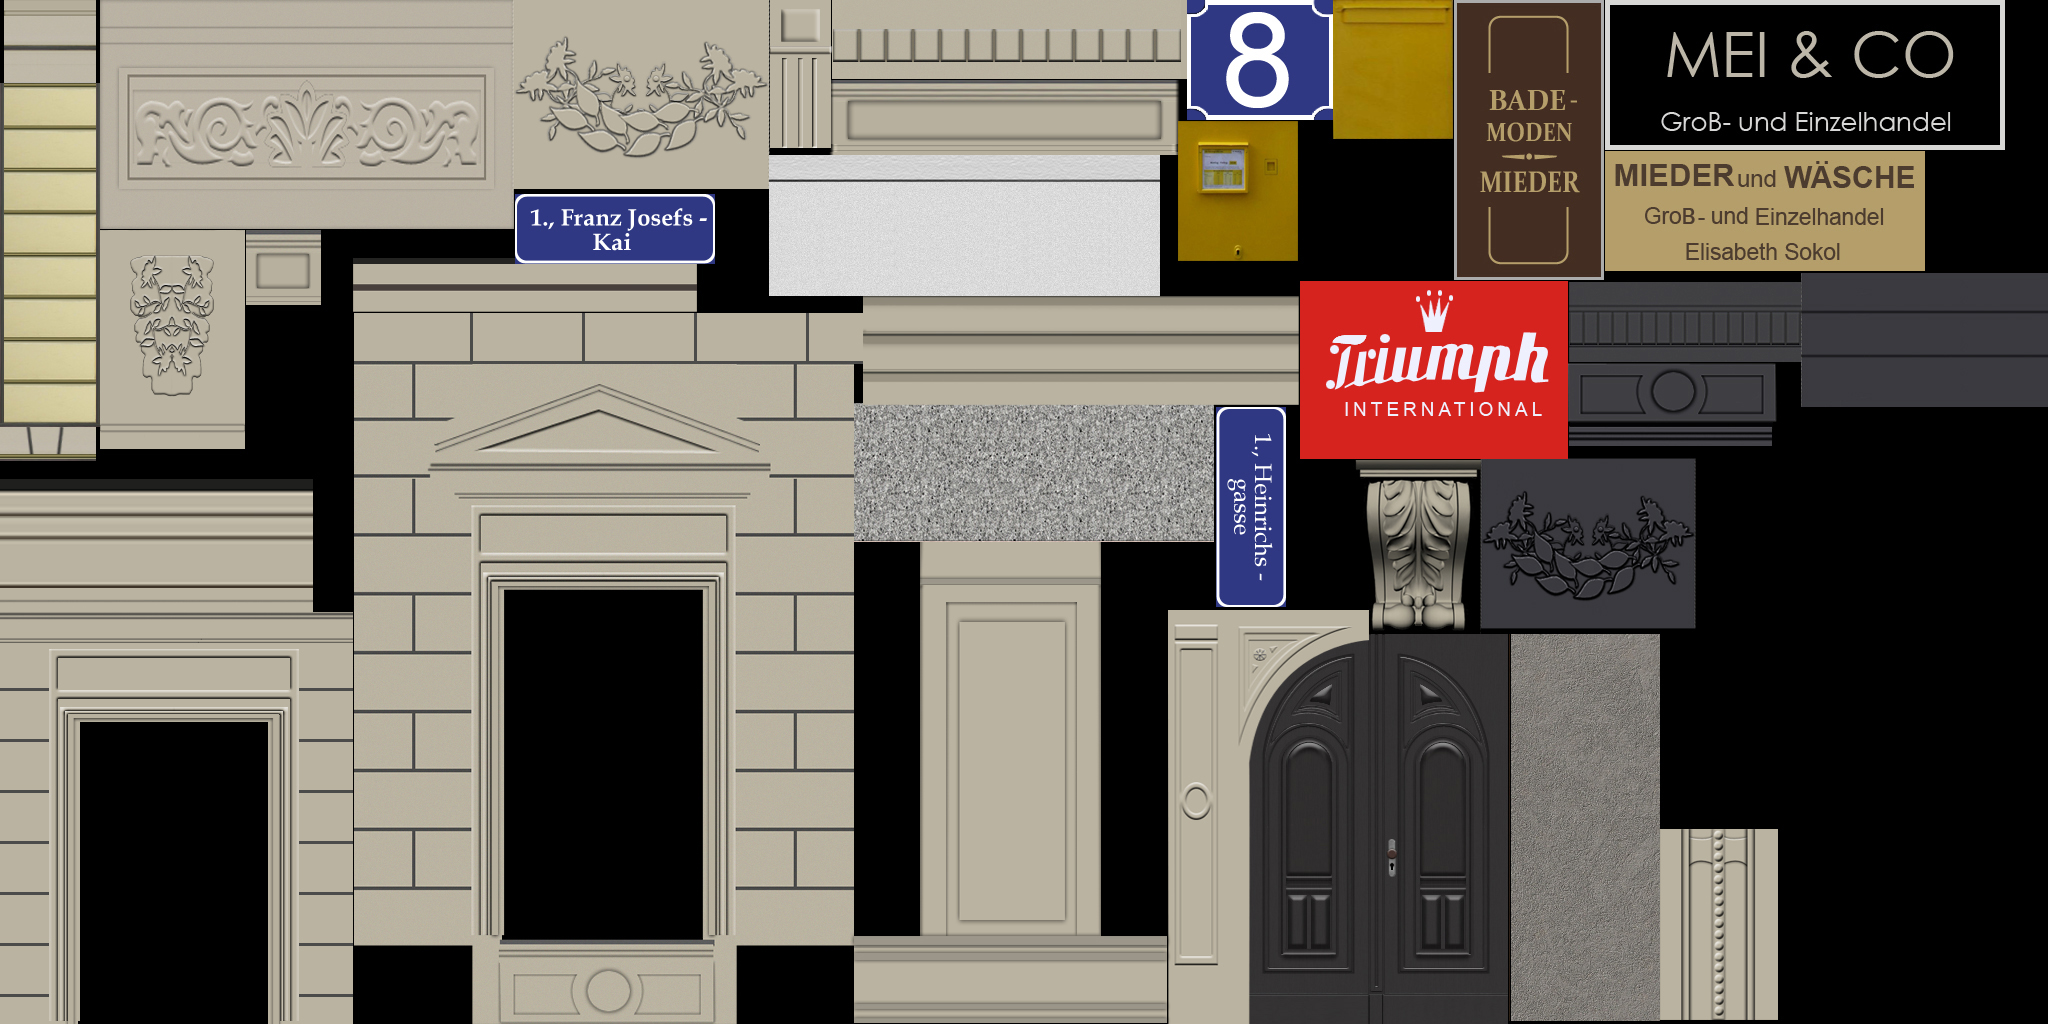 8
BADE-
MODEN
MIEDER
MEI & CO
GroB- und Einzelhandel
MIEDER und WÄSCHE
GroB- und Einzelhandel
Elisabeth Sokol
1., Franz Josefs -
Kai
Triumph
INTERNATIONAL
1., Heinrichs -
gasse